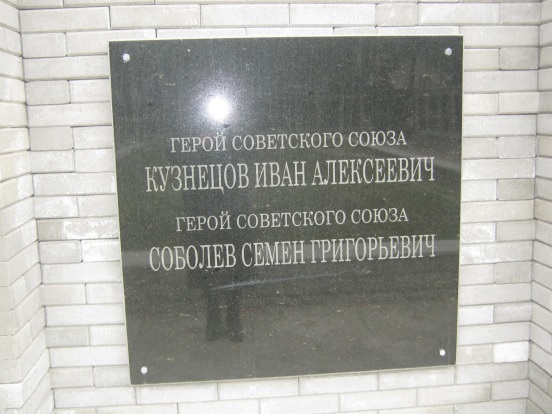 ГЕРОЙ СОВЕТСКОГО СОЮЗА
КУЗНЕЦОВ ИВАН АЛЕКСЕЕВИЧ
ГЕРОЙ СОВЕТСКОГО СОЮЗА
СОБОЛЕВ СЕМЕН ГРИГОРЬЕВИЧ